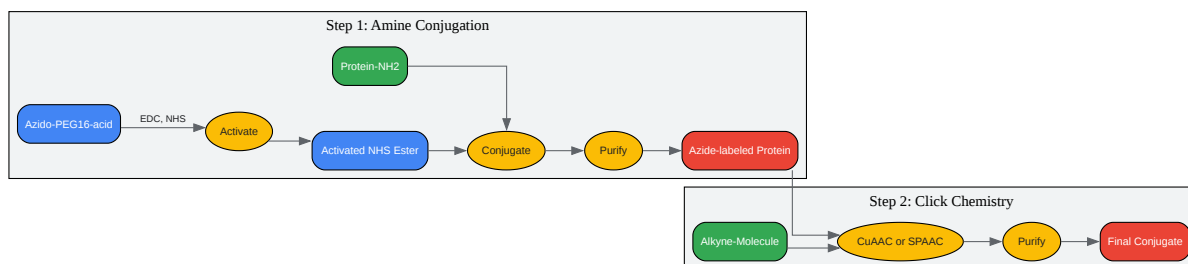 Step 1: Amine Conjugation
Protein-NH2
Azido-PEG16-acid
EDC, NHS
Activate
Activated NHS Ester
Conjugate
Purify
Azide-labeled Protein
Step 2: Click Chemistry
Alkyne-Molecule
CuAAC or SPAAC
Purify
Final Conjugate